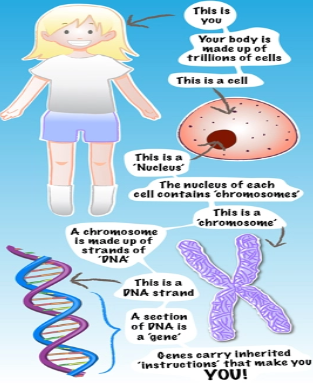 This is
you
Your body is
made up of
trillions of cells
This is a cell
This is a
'Nucleus'
The nucleus of each
cell contains 'chromosomes'
This is a
'chromosome'
A chromosome
is made up of
strands of
'DNA'
This is a
DNA strand
A section
of DNA is
a 'gene'
Genes carry inherited
'instructions' that make you
YOU!